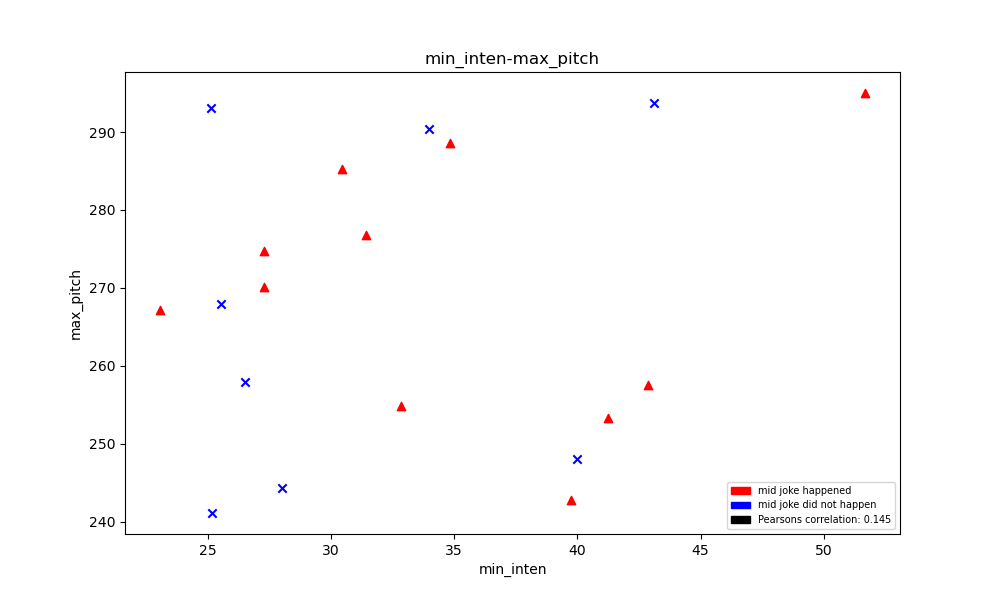 min_inten-max_pitch
290
280
270
260
250
240
max_pitch
25 30 35 40 45 50
min_inten
mid joke happened
mid joke did not happen
Pearsons correlation: 0.145